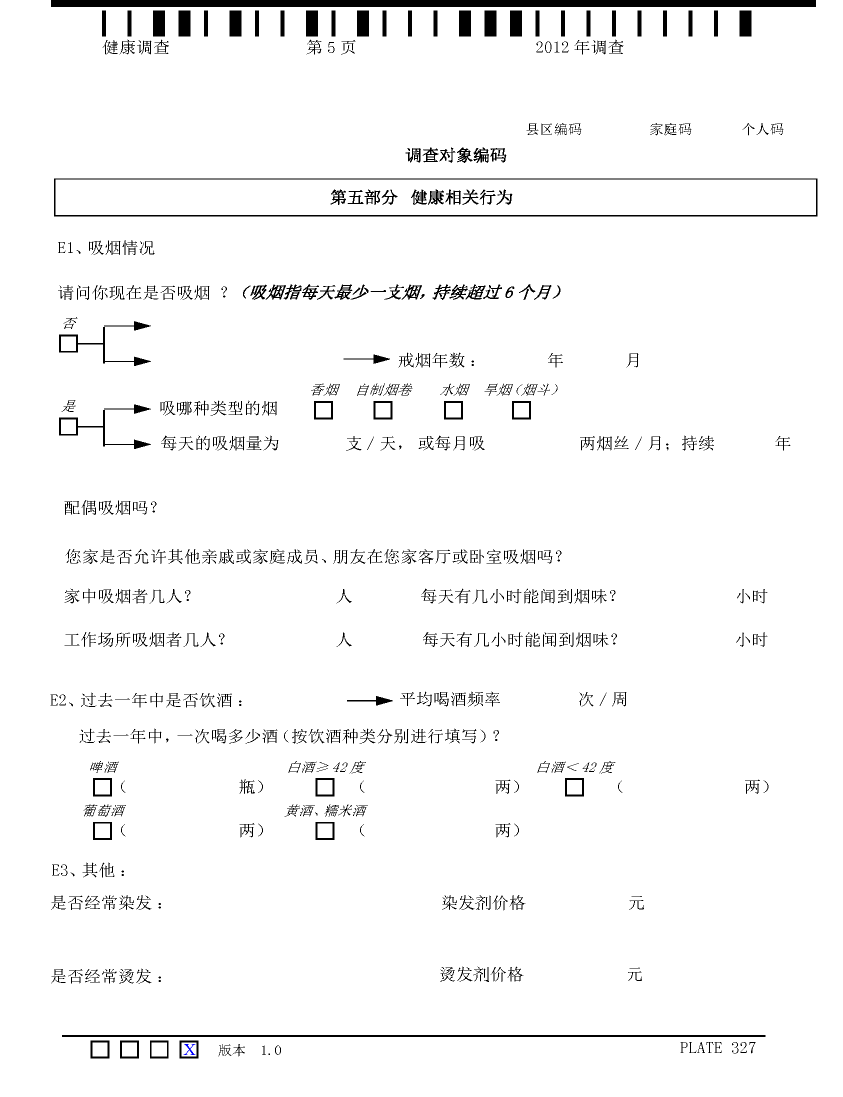 健康调查 第 5 页 2012 年调查
县区编码 家庭码 个人码
调查对象编码
第五部分 健康相关行为
E1、吸烟情况
请问你现在是否吸烟 ？（吸烟指每天最少一支烟，持续超过 6 个月）
否
戒烟年数： 年 月
香烟 自制烟卷 水烟 旱烟（烟斗）
是
吸哪种类型的烟
每天的吸烟量为 支 / 天， 或每月吸 两烟丝 / 月；持续 年
配偶吸烟吗？
您家是否允许其他亲戚或家庭成员、朋友在您家客厅或卧室吸烟吗？
家中吸烟者几人？ 人 每天有几小时能闻到烟味？ 小时
工作场所吸烟者几人？ 人 每天有几小时能闻到烟味？ 小时
E2、过去一年中是否饮酒： 平均喝酒频率 次 / 周
过去一年中，一次喝多少酒（按饮酒种类分别进行填写）？
啤酒 白酒≥ 42 度 白酒＜ 42 度
（ 瓶） （ 两） （ 两）
葡萄酒 黄酒、糯米酒
（ 两） （ 两）
E3、其他：
是否经常染发： 染发剂价格 元
是否经常烫发： 烫发剂价格 元
X 版本 1.0 PLATE 327